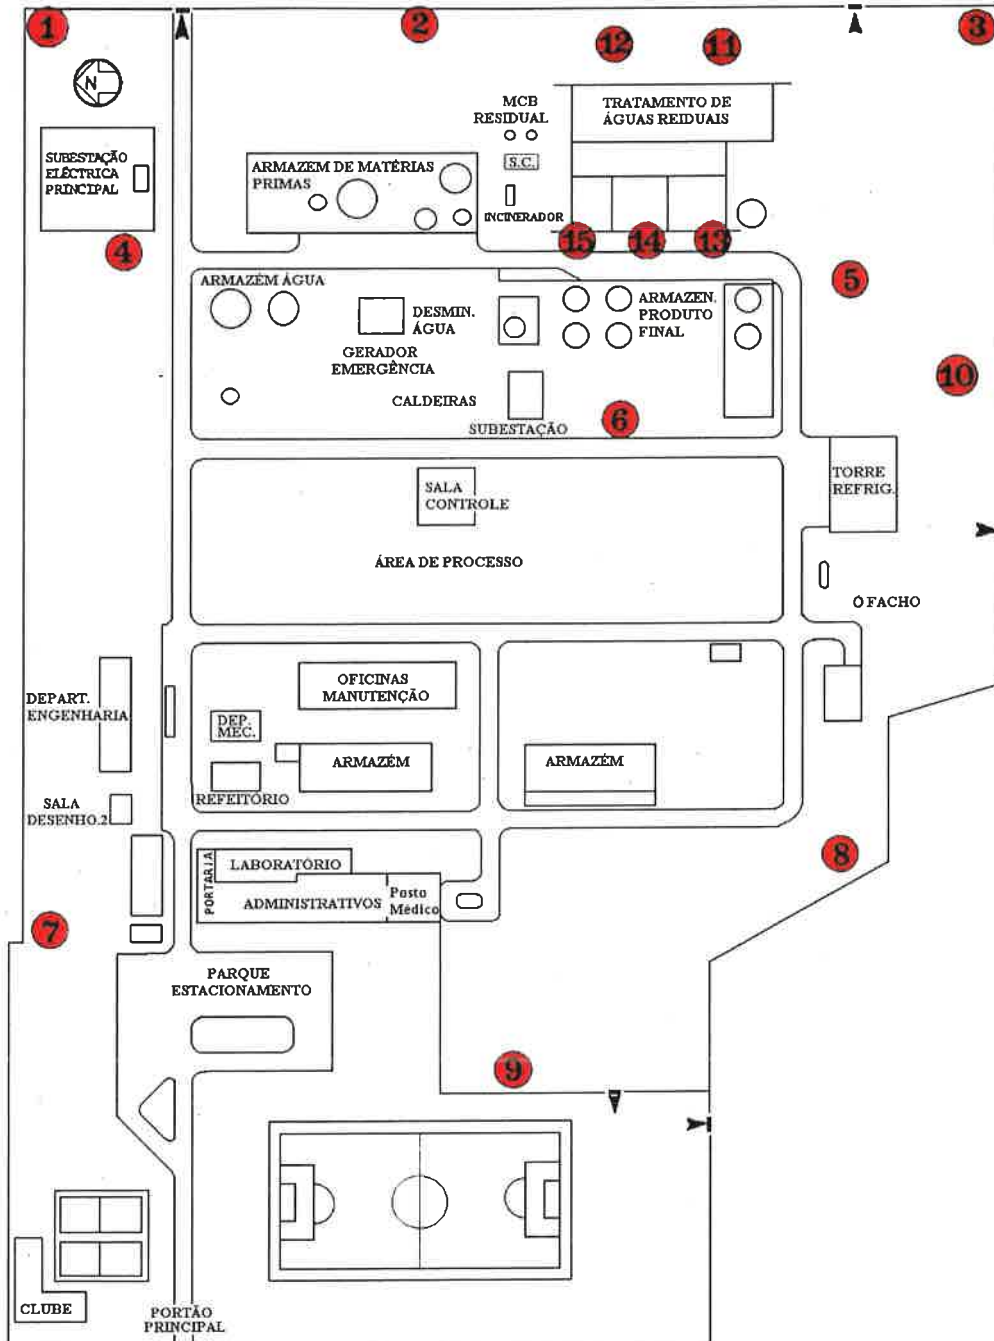 1
2
3
12
11
N
MCB
RESIDUAL
TRATAMENTO DE
ÁGUAS REIDUAIS
SUBESTAÇÃO
ELÉCTRICA
PRINCIPAL
ARMAZEM DE MATÉRIAS
PRIMAS
S.C.
INCINERADOR
4
15
14
13
5
ARMAZÉM ÁGUA
DESMIN.
ÁGUA
ARMAZEN.
PRODUTO
FINAL
GERADOR
EMERGÊNCIA
10
CALDEIRAS
6
SUBESTAÇÃO
SALA
CONTROLE
TORRE
REFRIG.
ÁREA DE PROCESSO
O FACHO
DEPART.
ENGENHARIA
OFICINAS
MANUTENÇÃO
DEP.
MEC.
ARMAZÉM
ARMAZÉM
REFEITÓRIO
SALA
DESENHO.2
8
PORTARIA
LABORATÓRIO
ADMINISTRATIVOS
Posto
Médico
7
PARQUE
ESTACIONAMENTO
9
CLUBE
PORTÃO
PRINCIPAL